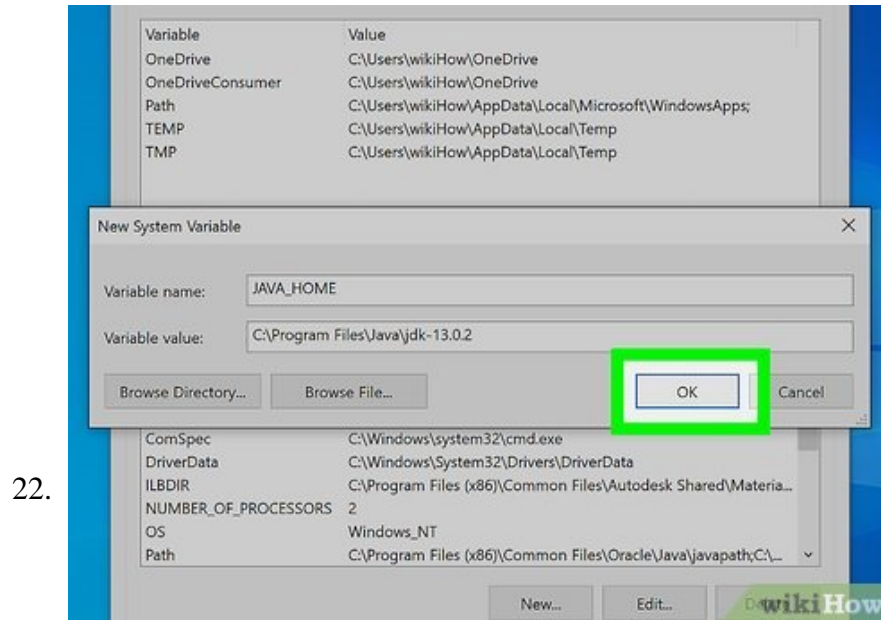 Variable Value
OneDrive C:\Users\wikiHow\OneDrive
OneDriveConsumer C:\Users\wikiHow\OneDrive
Path C:\Users\wikiHow\AppData\Local\Microsoft\WindowsApps;
TEMP C:\Users\wikiHow\AppData\Local\Temp
TMP C:\Users\wikiHow\AppData\Local\Temp
New System Variable
Variable name: JAVA_HOME
Variable value: C:\Program Files\Java\jdk-13.0.2
Browse Directory... Browse File... OK Cancel
ComSpec C:\Windows\system32\cmd.exe
DriverData C:\Windows\System32\Drivers\DriverData
22.
ILBDIR C:\Program Files (x86)\Common Files\Autodesk Shared\Materia...
NUMBER_OF_PROCESSORS 2
OS Windows_NT
Path C:\Program Files (x86)\Common Files\Oracle\Java\javapath;C:\...
New... Edit...
wikiHow